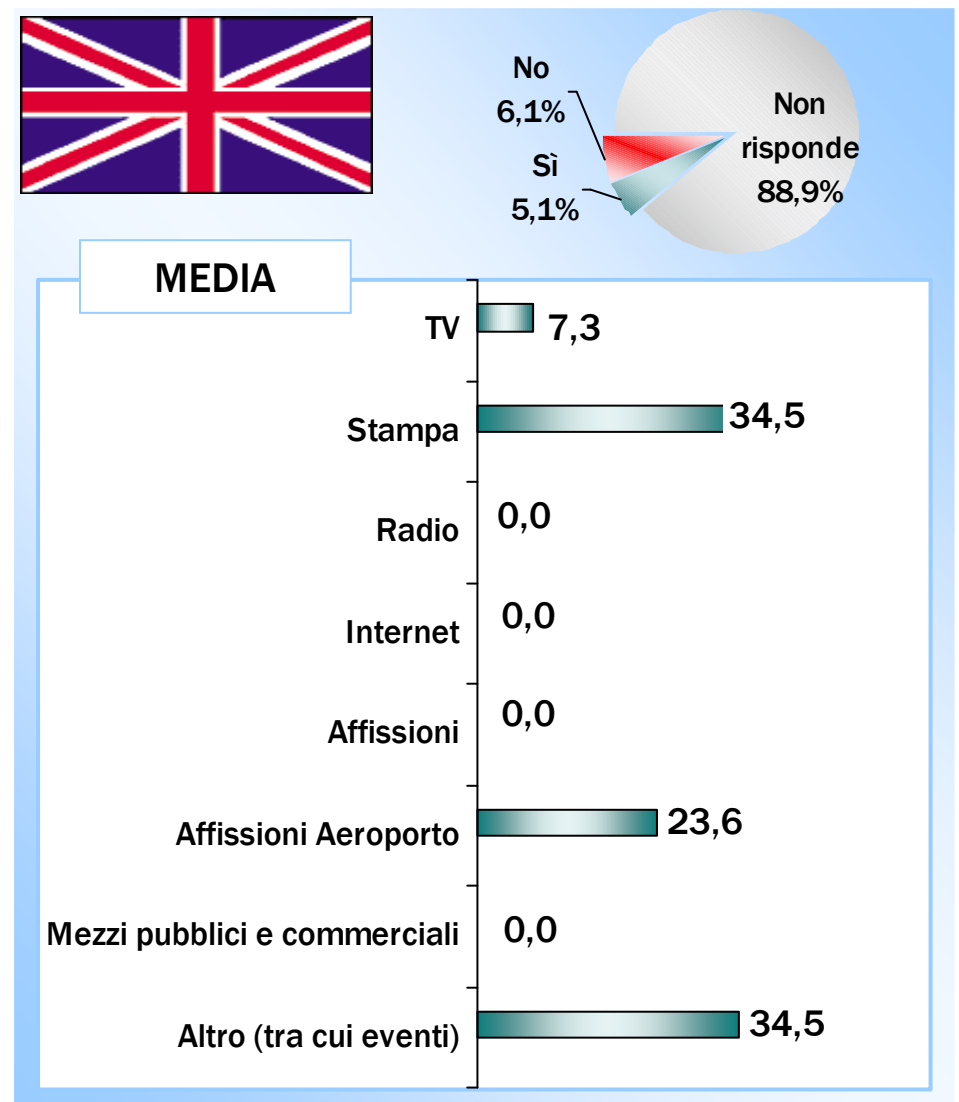 No
6,1%
Sì
5,1%
Non
risponde
88,9%
MEDIA
TV 7,3
Stampa 34,5
Radio 0,0
Internet 0,0
Affissioni 0,0
Affissioni Aeroporto 23,6
Mezzi pubblici e commerciali 0,0
Altro (tra cui eventi) 34,5